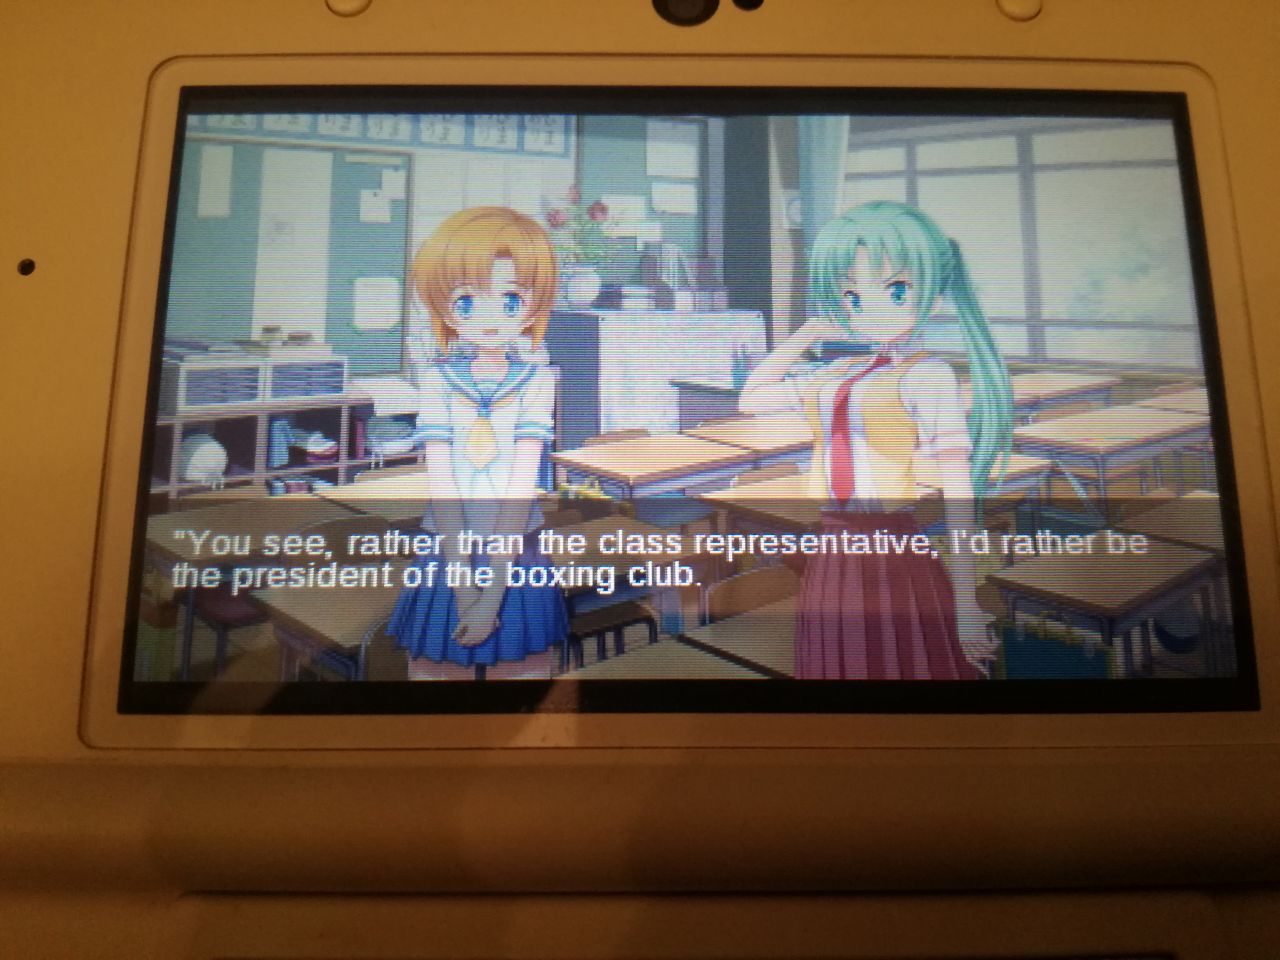 "You see, rather than the class representative, I'd rather be
the president of the boxing club.